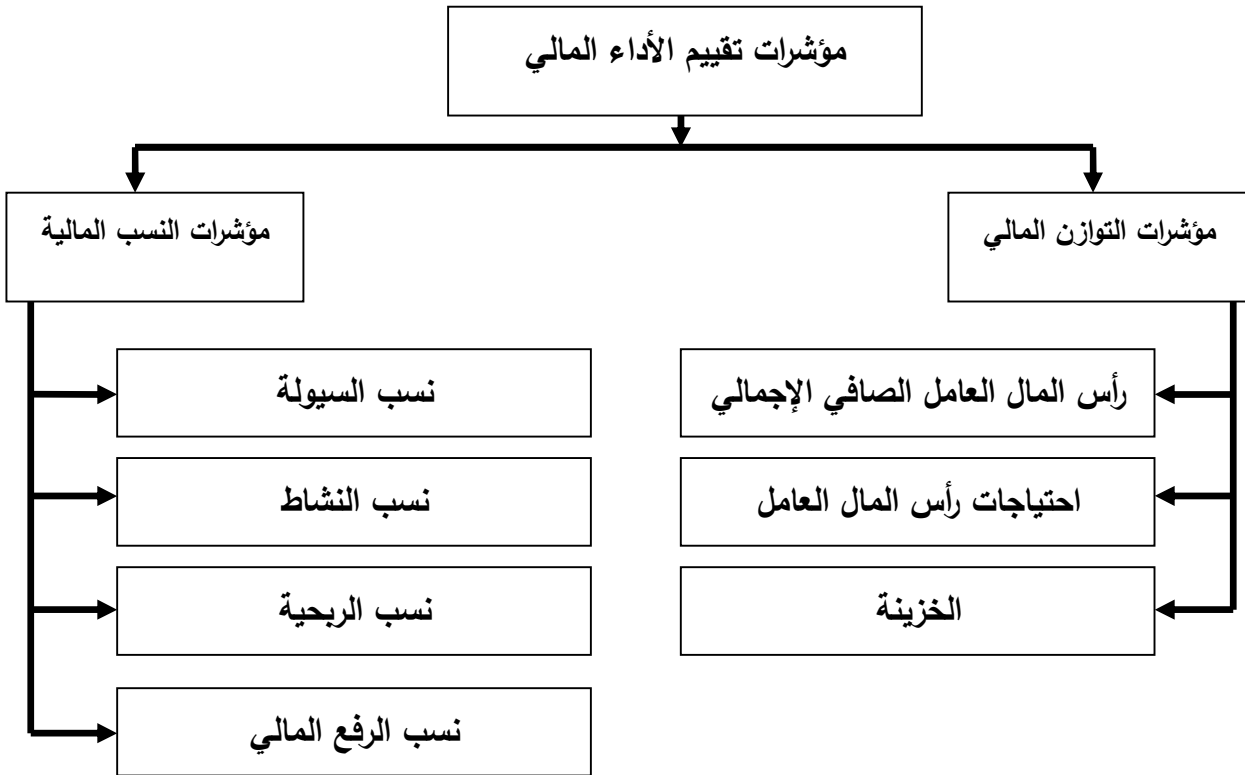 مؤشرات تقييم الأداء المالي
مؤشرات التوازن المالي
مؤشرات النسب المالية
رأس المال العامل الصافي الإجمالي
احتياجات رأس المال العامل
الخزينة
نسب السيولة
نسب النشاط
نسب الربحية
نسب الرفع المالي